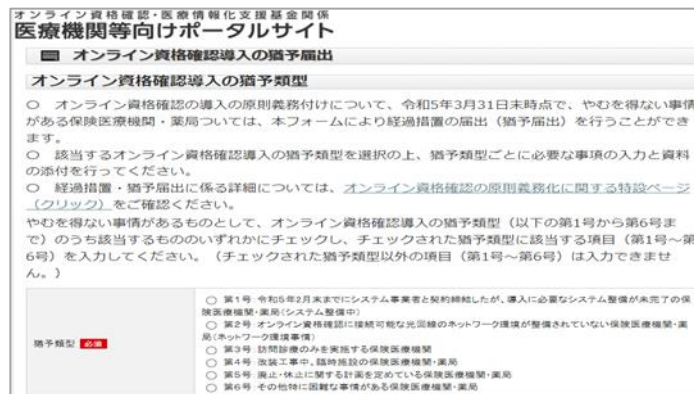 オンライン資格確認・医療情報化支援基金関係
医療機関等向けポータルサイト
オンライン資格確認導入の猶予届出
オンライン資格確認導入の猶予類型
○ オンライン資格確認の導入の原則義務付けについて、令和5年3月31日末時点で、やむを得ない事情
がある保険医療機関・薬局ついては、本フォームにより経過措置の届出（猶予届出）を行うことができ
ます。
○ 該当するオンライン資格確認導入の猶予類型を選択の上、猶予類型ごとに必要な事項の入力と資料
の添付を行ってください。
○ 経過措置・猶予届出に係る詳細については、オンライン資格確認の原則義務化に関する特設ページ
（クリック）をご確認ください。
やむを得ない事情があるものとして、オンライン資格確認導入の猶予類型（以下の第1号から第6号ま
で）のうち該当するもののいずれかにチェックし、チェックされた猶予類型に該当する項目（第1号～第
6号）を入力してください。（チェックされた猶予類型以外の項目（第1号～第6号）は入力できませ
ん。）
猶予類型 必須
○ 第1号 令和5年2月末までにシステム事業者と契約締結したが、導入に必要なシステム整備が未完了の保
険医療機関・薬局（システム整備中）
○ 第2号 オンライン資格確認に接続可能な光回線のネットワーク環境が整備されていない保険医療機関・薬
局（ネットワーク環境事情）
○ 第3号 訪問診療のみを実施する保険医療機関
○ 第4号 改装工事中、臨時施設の保険医療機関・薬局
○ 第5号 廃止・休止に関する計画を定めている保険医療機関・薬局
○ 第6号 その他特に困難な事情がある保険医療機関・薬局